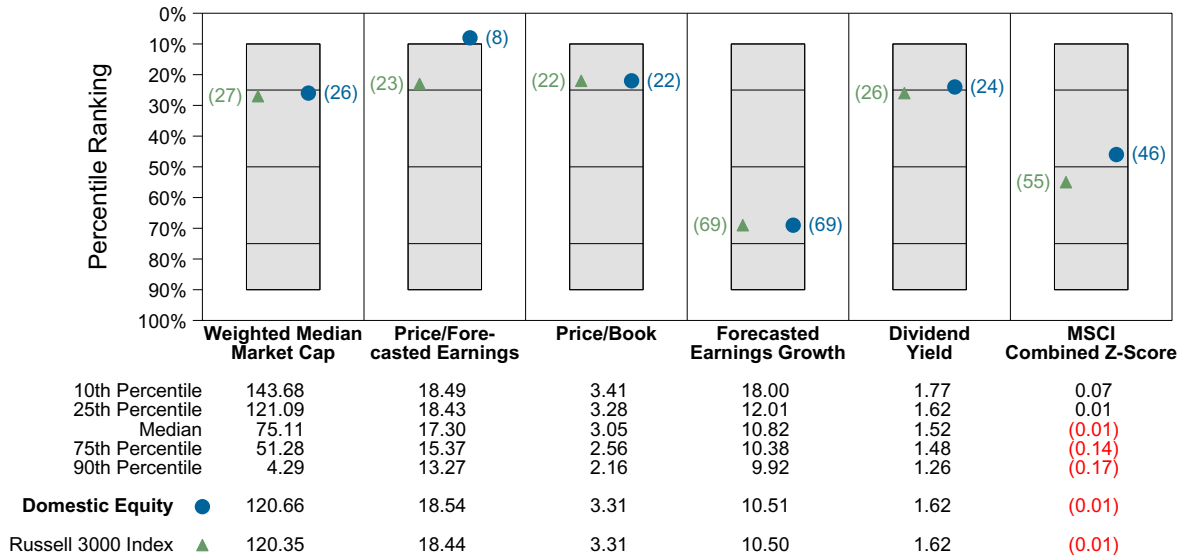 0%
10%
20%
30%
40%
50%
60%
70%
80%
90%
100%
Percentile Ranking
(27) (26)
(23) (8)
(22) (22)
(69) (69)
(26) (24)
(55) (46)
Weighted Median
Market Cap
Price/Fore-
casted Earnings
Price/Book
Forecasted
Earnings Growth
Dividend
Yield
MSCI
Combined Z-Score
10th Percentile 143.68 18.49 3.41 18.00 1.77 0.07
25th Percentile 121.09 18.43 3.28 12.01 1.62 0.01
Median 75.11 17.30 3.05 10.82 1.52 (0.01)
75th Percentile 51.28 15.37 2.56 10.38 1.48 (0.14)
90th Percentile 4.29 13.27 2.16 9.92 1.26 (0.17)
Domestic Equity 120.66 18.54 3.31 10.51 1.62 (0.01)
Russell 3000 Index 120.35 18.44 3.31 10.50 1.62 (0.01)